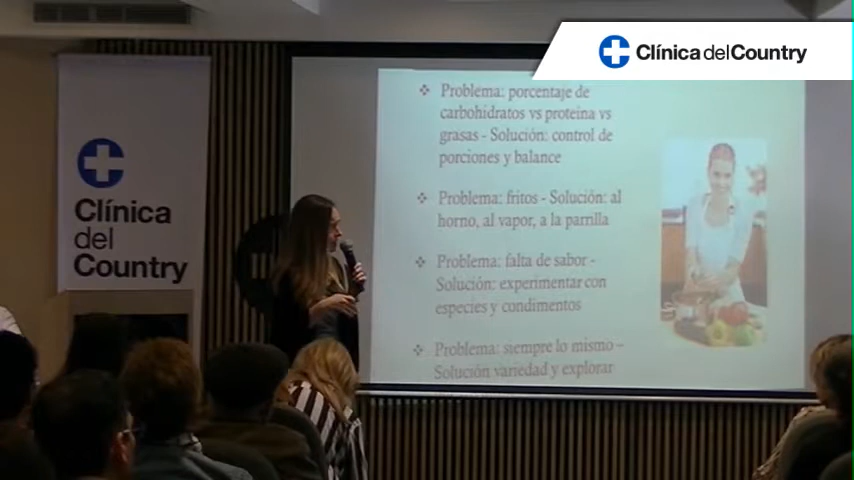 Clínica del Country
Clínica
del
Country
❖ Problema: porcentaje de
carbohidratos vs proteina vs
grasas - Solución: control de
porciones y balance
❖ Problema: fritos - Solución: al
horno, al vapor, a la parrilla
❖ Problema: falta de sabor -
Solución: experimentar con
especies y condimentos
❖ Problema: siempre lo mismo –
Solución variedad y explorar